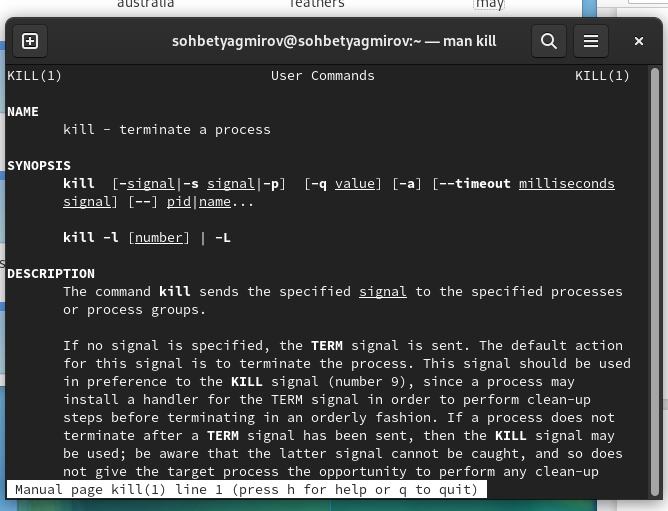 australia feathers may
sohbetyagmirov@sohbetyagmirov:~ — man kill
KILL(1) User Commands KILL(1)
NAME
kill - terminate a process
SYNOPSIS
kill [-signal|-s signal|-p] [-q value] [-a] [--timeout milliseconds
signal] [--] pid|name...
kill -l [number] | -L
DESCRIPTION
The command kill sends the specified signal to the specified processes
or process groups.
If no signal is specified, the TERM signal is sent. The default action
for this signal is to terminate the process. This signal should be used
in preference to the KILL signal (number 9), since a process may
install a handler for the TERM signal in order to perform clean-up
steps before terminating in an orderly fashion. If a process does not
terminate after a TERM signal has been sent, then the KILL signal may
be used; be aware that the latter signal cannot be caught, and so does
not give the target process the opportunity to perform any clean-up
Manual page kill(1) line 1 (press h for help or q to quit)